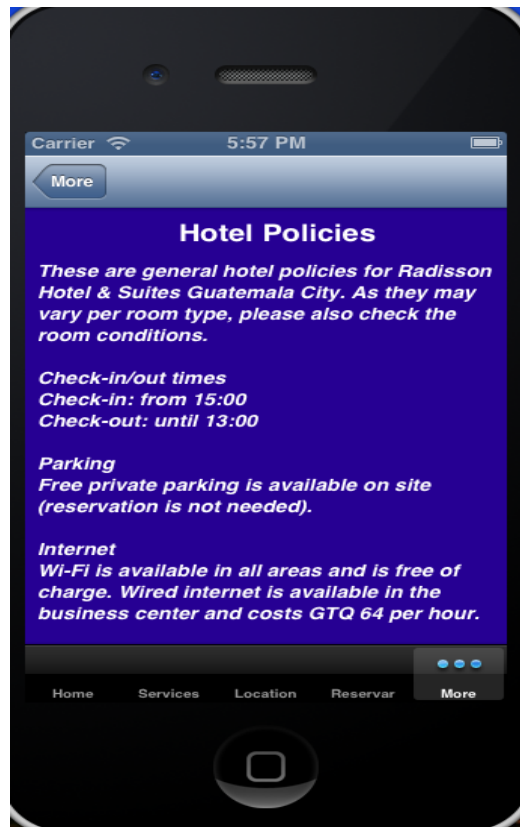 Carrier 5:57 PM
More
Hotel Policies
These are general hotel policies for Radisson
Hotel & Suites Guatemala City. As they may
vary per room type, please also check the
room conditions.
Check-in/out times
Check-in: from 15:00
Check-out: until 13:00
Parking
Free private parking is available on site
(reservation is not needed).
Internet
Wi-Fi is available in all areas and is free of
charge. Wired internet is available in the
business center and costs GTQ 64 per hour.
Home Services Location Reservar More